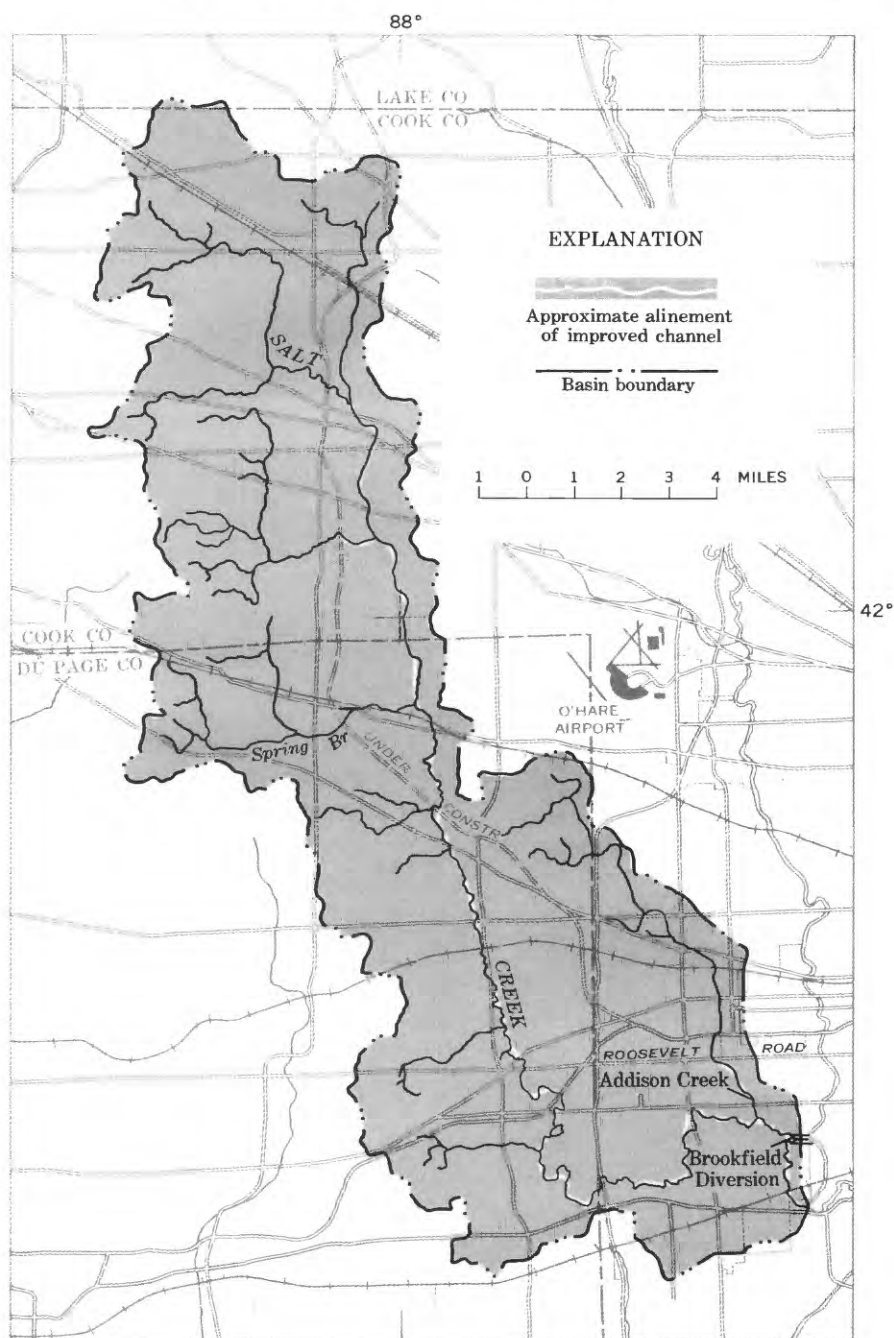 88°
LAKE CO
COOK CO
EXPLANATION
Approximate alinement
of improved channel
Basin boundary
1 0 1 2 3 4 MILES
SALT
42°
COOK CO
DU PAGE CO
O'HARE
AIRPORT
Spring Br
UNDER
CONSTR
CREEK
ROOSEVELT ROAD
Addison Creek
Brookfield
Diversion